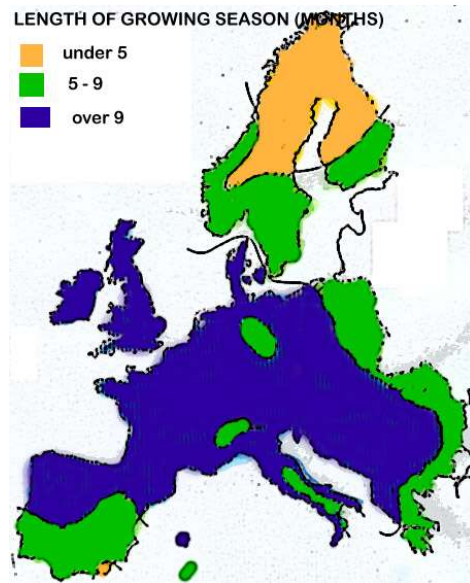 LENGTH OF GROWING SEASON (MONTHS)
under 5
5 - 9
over 9